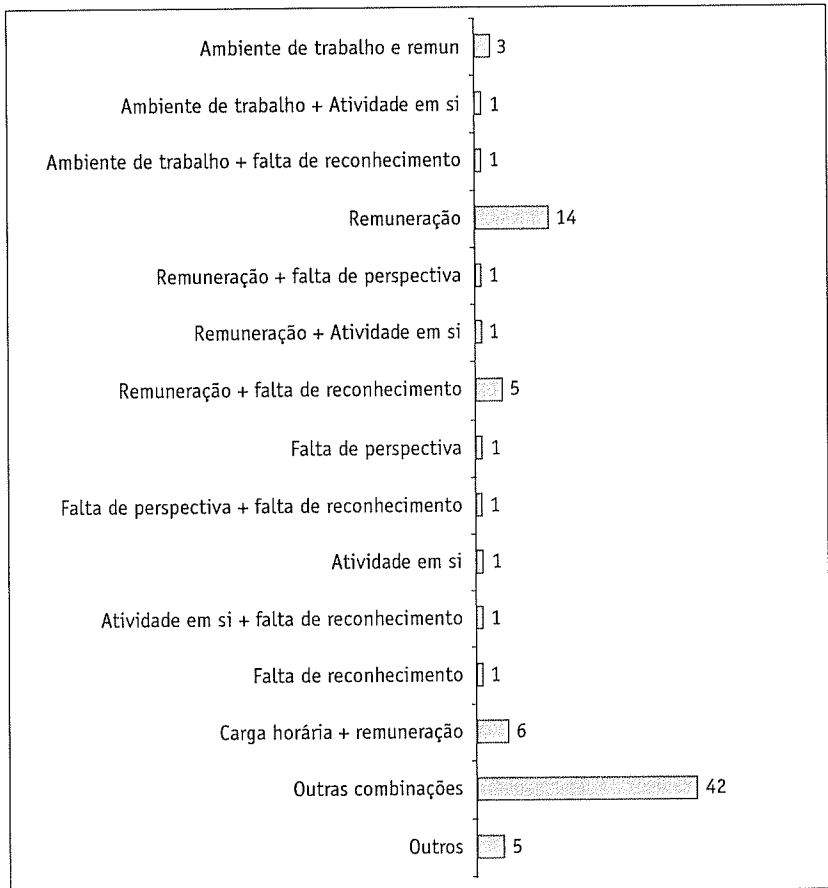 Ambiente de trabalho e remun 3
Ambiente de trabalho + Atividade em si 1
Ambiente de trabalho + falta de reconhecimento 1
Remuneração 14
Remuneração + falta de perspectiva 1
Remuneração + Atividade em si 1
Remuneração + falta de reconhecimento 5
Falta de perspectiva 1
Falta de perspectiva + falta de reconhecimento 1
Atividade em si 1
Atividade em si + falta de reconhecimento 1
Falta de reconhecimento 1
Carga horária + remuneração 6
Outras combinações 42
Outros 5